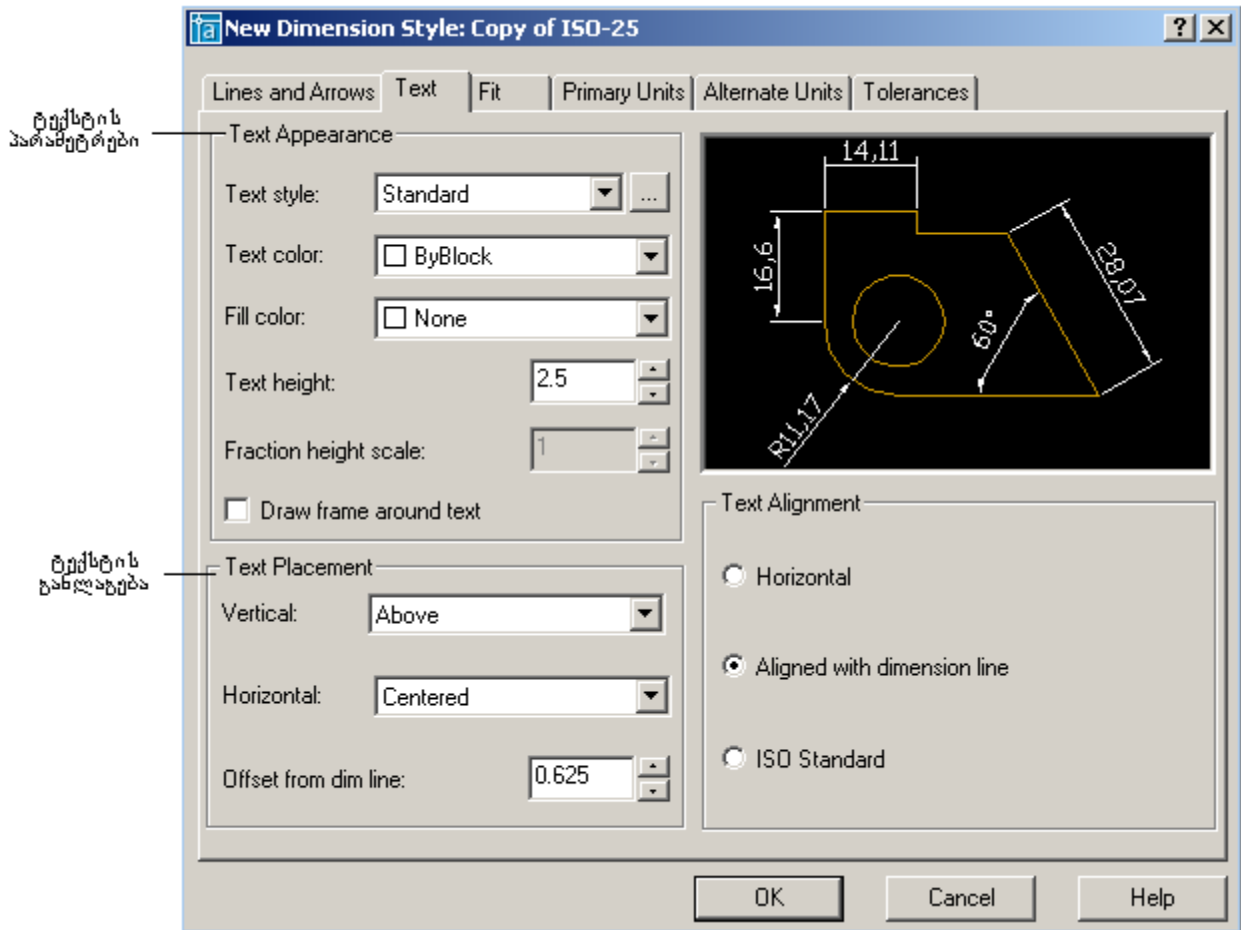 New Dimension Style: Copy of ISO-25
Lines and Arrows Text Fit Primary Units Alternate Units Tolerances
ტექსტის
პარამეტრები
Text Appearance
Text style: Standard ...
Text color: ByBlock
Fill color: None
Text height: 2.5
Fraction height scale: 1
Draw frame around text
14,11
16,6
28,07
60°
R11,17
ტექსტის
განლაგება
Text Placement
Vertical: Above
Horizontal: Centered
Offset from dim line: 0.625
Text Alignment
Horizontal
Aligned with dimension line
ISO Standard
OK Cancel Help